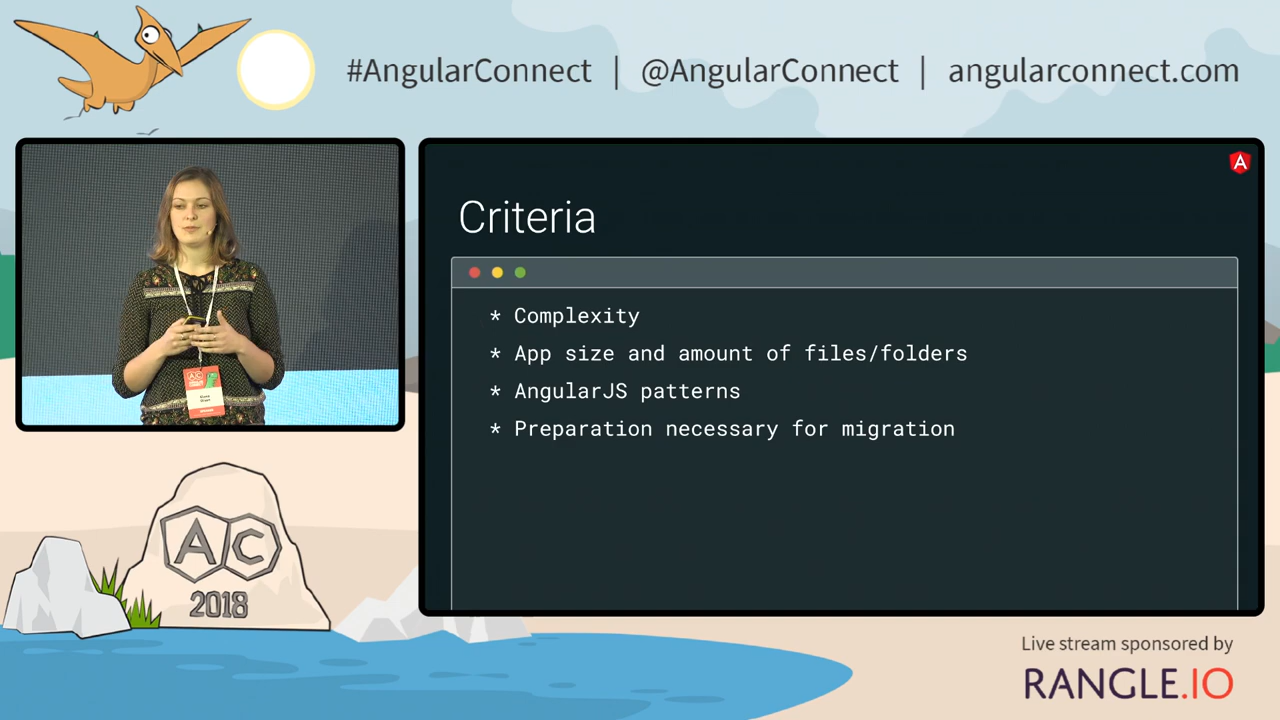 #AngularConnect | @AngularConnect | angularconnect.com
A
Criteria
* Complexity
* App size and amount of files/folders
* AngularJS patterns
* Preparation necessary for migration
AC
AC
2018
Live stream sponsored by
RANGLE.IO